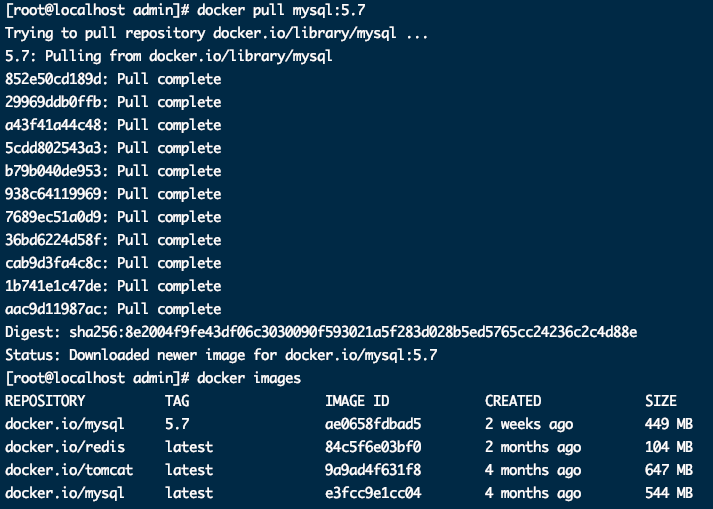 [root@localhost admin]# docker pull mysql:5.7
Trying to pull repository docker.io/library/mysql ...
5.7: Pulling from docker.io/library/mysql
852e50cd189d: Pull complete
29969ddb0ffb: Pull complete
a43f41a44c48: Pull complete
5cdd802543a3: Pull complete
b79b040de953: Pull complete
938c64119969: Pull complete
7689ec51a0d9: Pull complete
36bd6224d58f: Pull complete
cab9d3fa4c8c: Pull complete
1b741e1c47de: Pull complete
aac9d11987ac: Pull complete
Digest: sha256:8e2004f9fe43df06c3030090f593021a5f283d028b5ed5765cc24236c2c4d88e
Status: Downloaded newer image for docker.io/mysql:5.7
[root@localhost admin]# docker images
REPOSITORY TAG IMAGE ID CREATED SIZE
docker.io/mysql 5.7 ae0658fdbad5 2 weeks ago 449 MB
docker.io/redis latest 84c5f6e03bf0 2 months ago 104 MB
docker.io/tomcat latest 9a9ad4f631f8 4 months ago 647 MB
docker.io/mysql latest e3fcc9e1cc04 4 months ago 544 MB